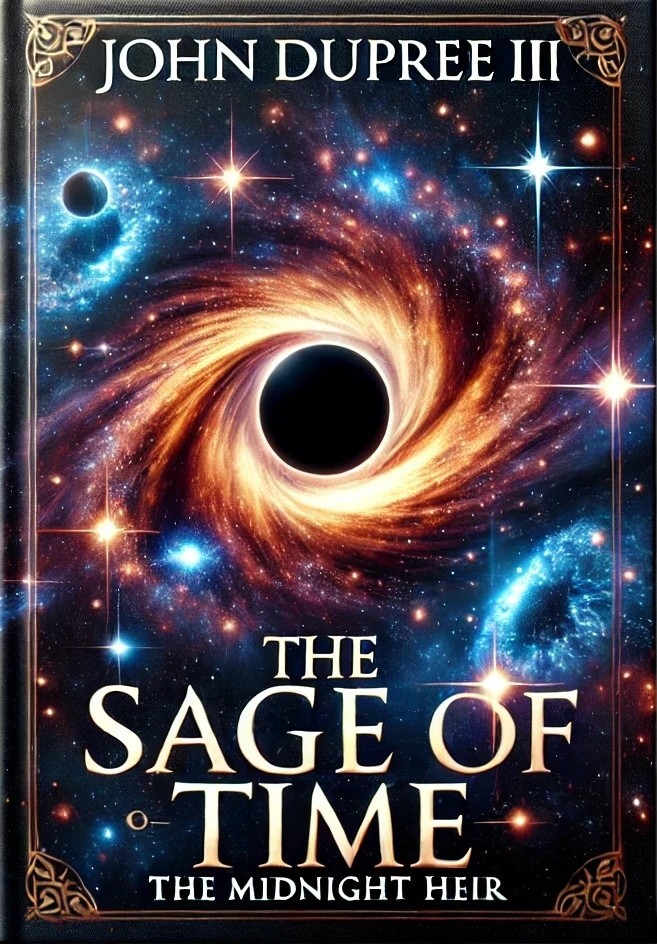 JOHN DUPREE III
THE
SAGE OF
TIME
THE MIDNIGHT HEIR